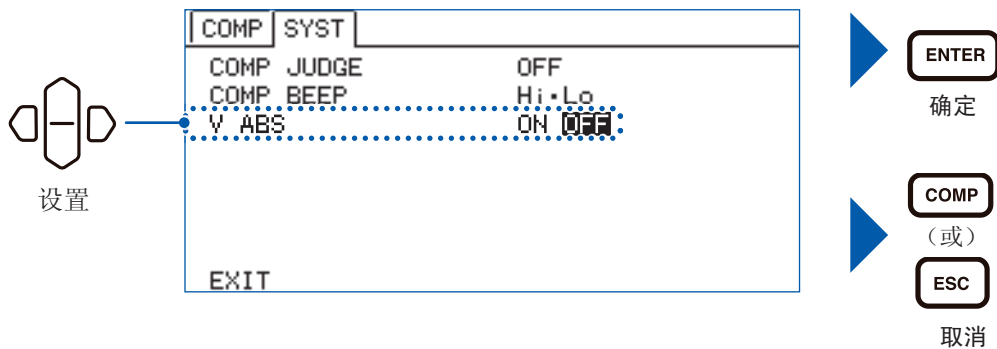 COMP SYST
COMP JUDGE OFF
COMP BEEP Hi・Lo
V ABS ON OFF
EXIT
设置
ENTER
确定
COMP
（或）
ESC
取消